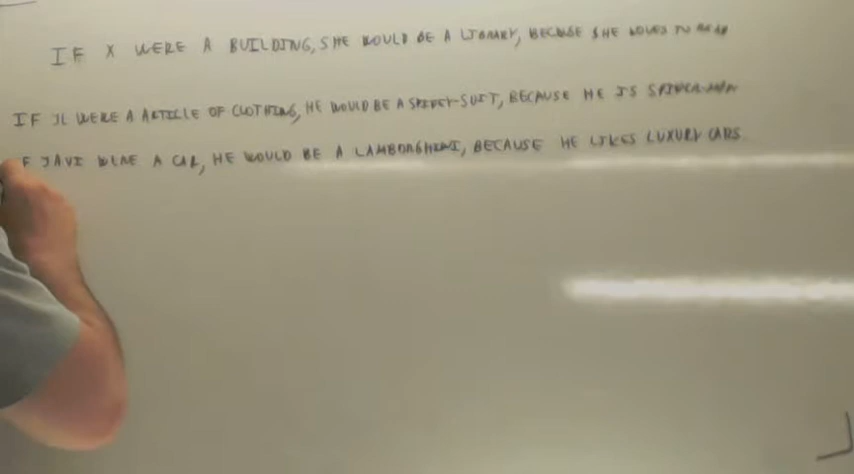 IF X WERE A BUILDING, SHE WOULD BE A LIBRARY, BECAUSE SHE LOVES TO READ
IF JL WERE A ARTICLE OF CLOTHING, HE WOULD BE A SPIDEY-SUIT, BECAUSE HE IS SPIDER-MAN
F JAVI WERE A CAR, HE WOULD BE A LAMBORGHINI, BECAUSE HE LIKES LUXURY CARS.